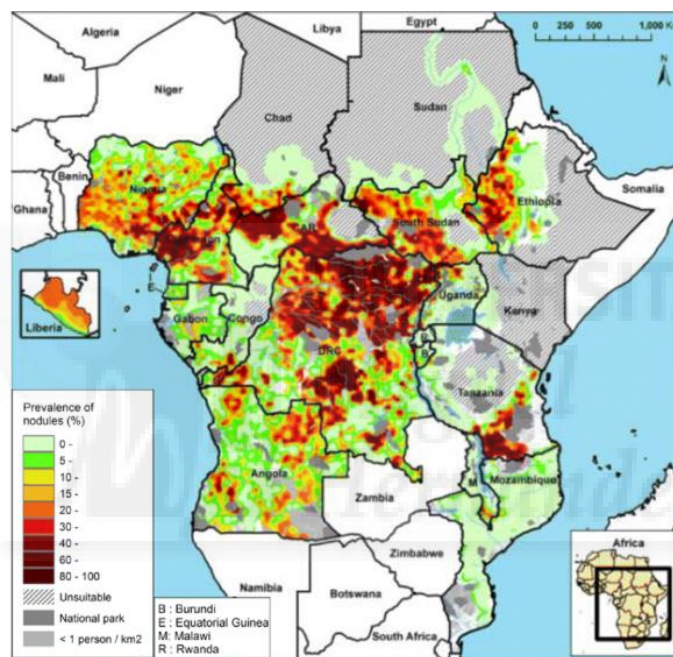 Algeria
Libya
Egypt
0 250 500 1,000 K
N
Mali
Niger
Chad
Sudan
Benin
Nigeria
Somalia
Ghana
South Sudan
Ethiopia
Liberia
E
Gabon
Congo
Uganda
Kenya
DRC
R
B
Tanzania
Prevalence of
nodules (%)
0 -
5 -
10 -
15 -
20 -
30 -
40 -
60 -
80 - 100
Unsuitable
National park
< 1 person / km2
Angola
Zambia
M
Mozambique
Zimbabwe
Namibia
Botswana
South Africa
B : Burundi
E : Equatorial Guinea
M: Malawi
R : Rwanda
Africa